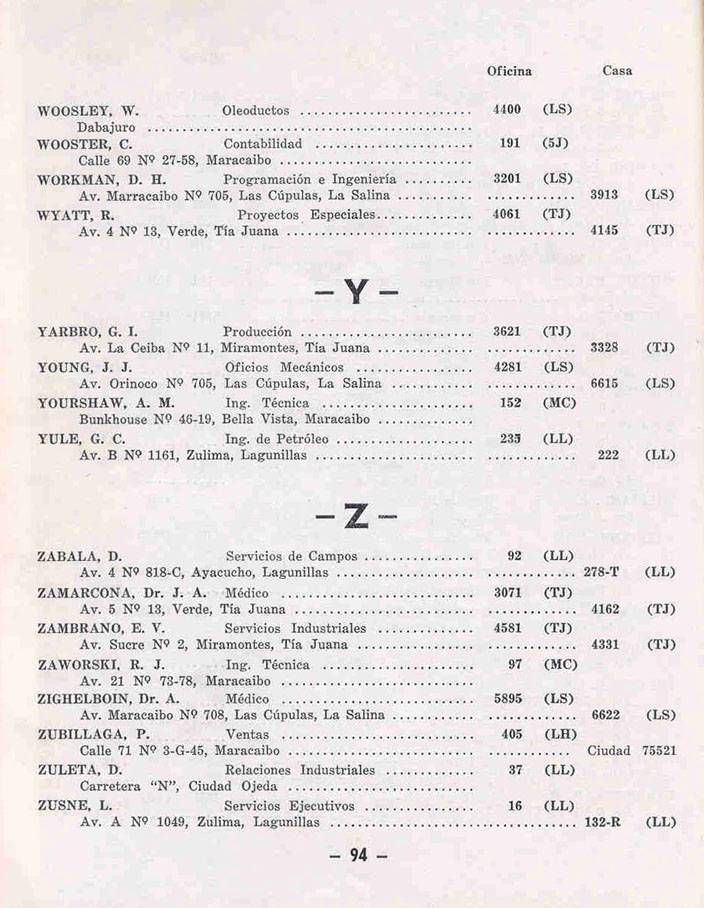 Oficina Casa
WOOSLEY, W. Oleoductos ........................ 4400 (LS)
Dabajuro ..............................................
WOOSTER, C. Contabilidad ...................... 191 (5J)
Calle 69 Nº 27-58, Maracaibo ...........................
WORKMAN, D. H. Programación e Ingeniería .......... 3201 (LS)
Av. Marracaibo Nº 705, Las Cúpulas, La Salina ........... ............. 3913 (LS)
WYATT, R. Proyectos Especiales.............. 4061 (TJ)
Av. 4 Nº 13, Verde, Tía Juana ........................... ............. 4145 (TJ)
– Y –
YARBRO, G. I. Producción ......................... 3621 (TJ)
Av. La Ceiba Nº 11, Miramontes, Tía Juana .............. ............. 3328 (TJ)
YOUNG, J. J. Oficios Mecánicos ................. 4281 (LS)
Av. Orinoco Nº 705, Las Cúpulas, La Salina ............ ............. 6615 (LS)
YOURSHAW, A. M. Ing. Técnica ...................... 152 (MC)
Bunkhouse Nº 46-19, Bella Vista, Maracaibo ..............
YULE, G. C. Ing. de Petróleo .................... 235 (LL)
Av. B Nº 1161, Zulima, Lagunillas ....................... ............. 222 (LL)
– Z –
ZABALA, D. Servicios de Campos ................ 92 (LL)
Av. 4 Nº 818-C, Ayacucho, Lagunillas .................... ............. 278-T (LL)
ZAMARCONA, Dr. J. A. Médico ............................ 3071 (TJ)
Av. 5 Nº 13, Verde, Tía Juana .......................... ............. 4162 (TJ)
ZAMBRANO, E. V. Servicios Industriales .............. 4581 (TJ)
Av. Sucre Nº 2, Miramontes, Tía Juana ................. ............. 4331 (TJ)
ZAWORSKI, R. J. Ing. Técnica ...................... 97 (MC)
Av. 21 Nº 73-78, Maracaibo ............................
ZIGHELBOIN, Dr. A. Médico ............................ 5895 (LS)
Av. Maracaibo Nº 708, Las Cúpulas, La Salina ............ ............. 6622 (LS)
ZUBILLAGA, P. Ventas ............................ 405 (LH)
Calle 71 Nº 3-G-45, Maracaibo ........................... ............ Ciudad 75521
ZULETA, D. Relaciones Industriales ............. 37 (LL)
Carretera "N", Ciudad Ojeda ...........................
ZUSNE, L. Servicios Ejecutivos ................ 16 (LL)
Av. A Nº 1049, Zulima, Lagunillas .................................... 132-R (LL)
– 94 –